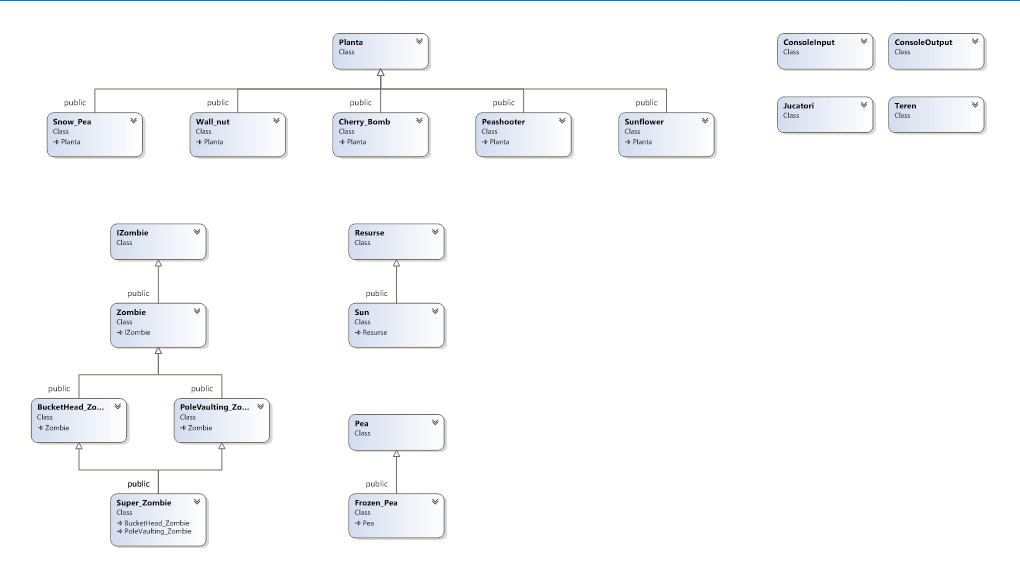 Planta
Class
ConsoleInput
Class
ConsoleOutput
Class
Jucatori
Class
Teren
Class
public
public
public
public
public
Snow_Pea
Class
Planta
Wall_nut
Class
Planta
Cherry_Bomb
Class
Planta
Peashooter
Class
Planta
Sunflower
Class
Planta
IZombie
Class
Resurse
Class
public
public
Zombie
Class
IZombie
Sun
Class
Resurse
public
public
BucketHead_Zo...
Class
Zombie
PoleVaulting_Zo...
Class
Zombie
Pea
Class
public
public
Super_Zombie
Class
BucketHead_Zombie
PoleVaulting_Zombie
Frozen_Pea
Class
Pea